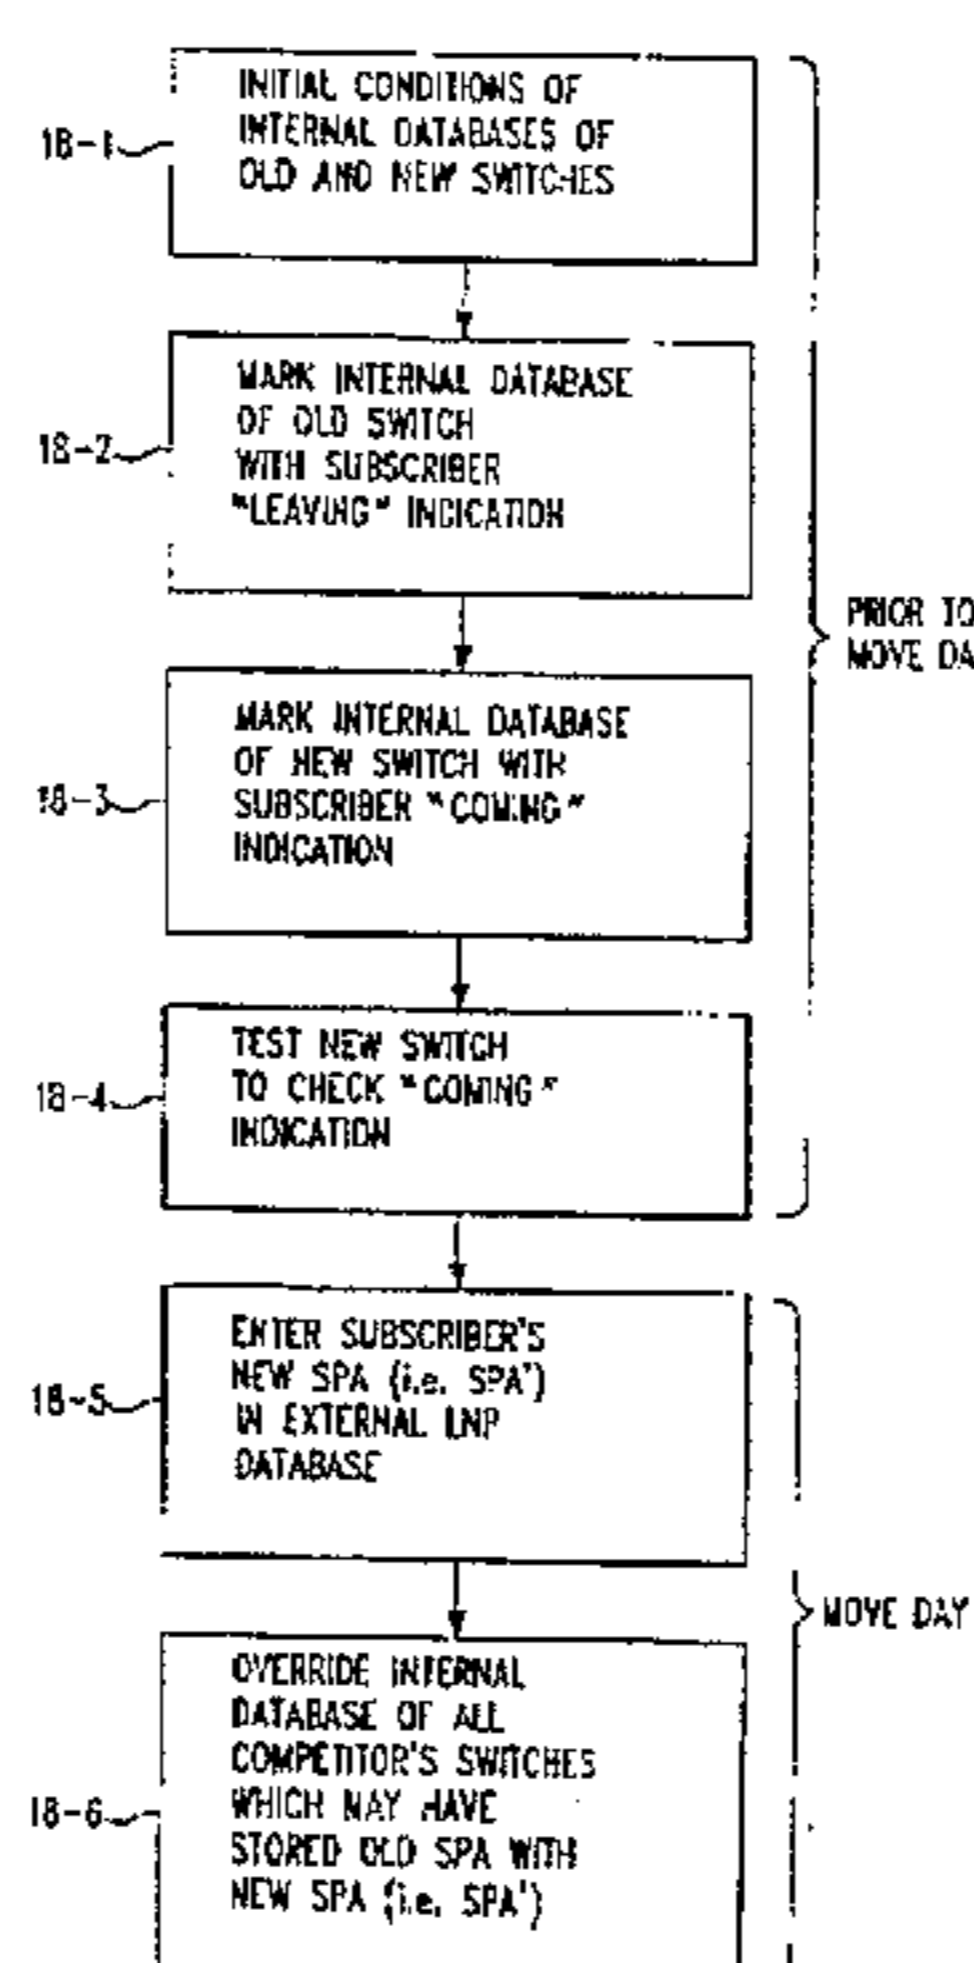 18-1
INITIAL CONDITIONS OF
INTERNAL DATABASES OF
OLD AND NEW SWITCHES
18-2
MARK INTERNAL DATABASE
OF OLD SWITCH
WITH SUBSCRIBER
"LEAVING" INDICATION
PRIOR TO
MOVE DA
18-3
MARK INTERNAL DATABASE
OF NEW SWITCH WITH
SUBSCRIBER "COMING"
INDICATION
18-4
TEST NEW SWITCH
TO CHECK "COMING"
INDICATION
18-5
ENTER SUBSCRIBER'S
NEW SPA (i.e. SPA')
IN EXTERNAL LNP
DATABASE
MOVE DAY
18-6
OVERRIDE INTERNAL
DATABASE OF ALL
COMPETITOR'S SWITCHES
WHICH MAY HAVE
STORED OLD SPA WITH
NEW SPA (i.e. SPA')